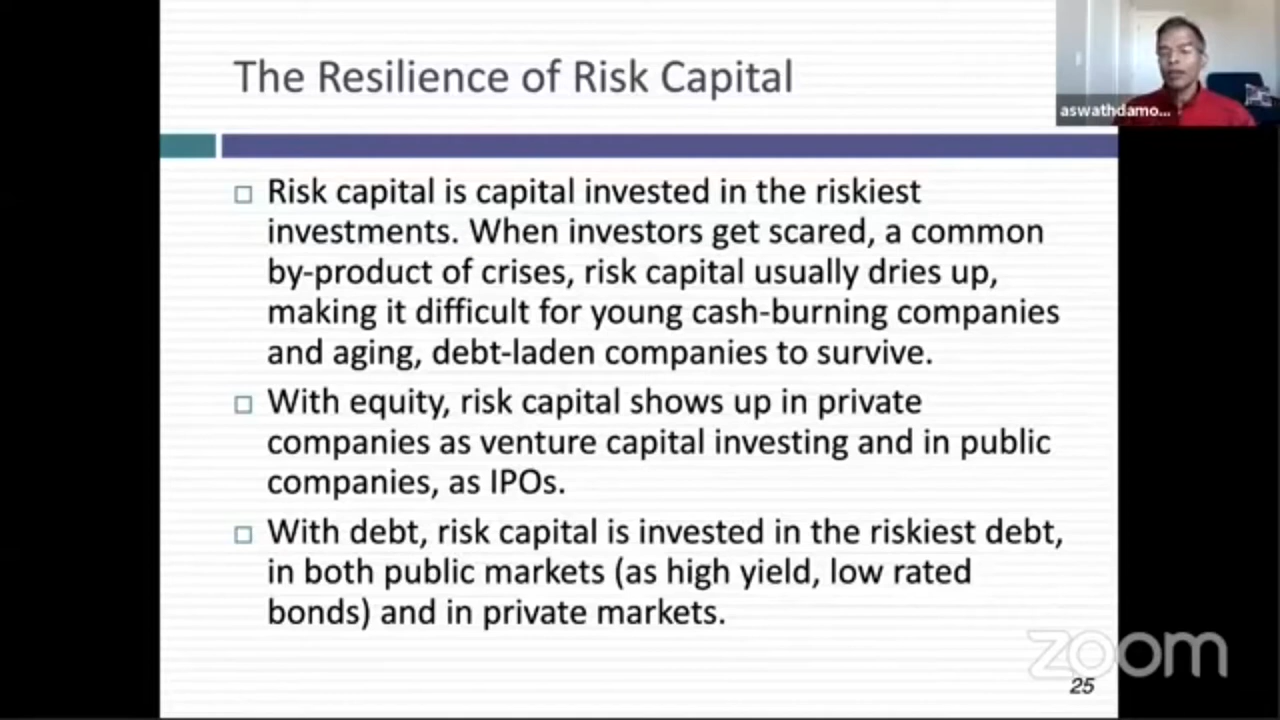 The Resilience of Risk Capital
aswathdamo...
Risk capital is capital invested in the riskiest
investments. When investors get scared, a common
by-product of crises, risk capital usually dries up,
making it difficult for young cash-burning companies
and aging, debt-laden companies to survive.
With equity, risk capital shows up in private
companies as venture capital investing and in public
companies, as IPOs.
With debt, risk capital is invested in the riskiest debt,
in both public markets (as high yield, low rated
bonds) and in private markets.
zoom
25